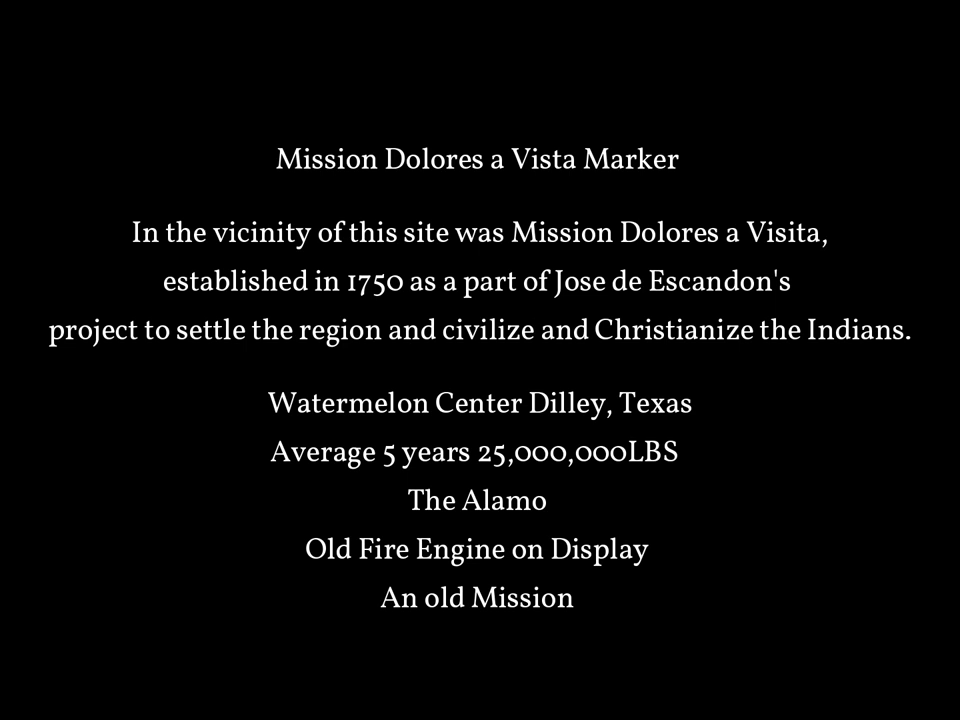 Mission Dolores a Vista Marker
In the vicinity of this site was Mission Dolores a Visita,
established in 1750 as a part of Jose de Escandon's
project to settle the region and civilize and Christianize the Indians.
Watermelon Center Dilley, Texas
Average 5 years 25,000,000LBS
The Alamo
Old Fire Engine on Display
An old Mission